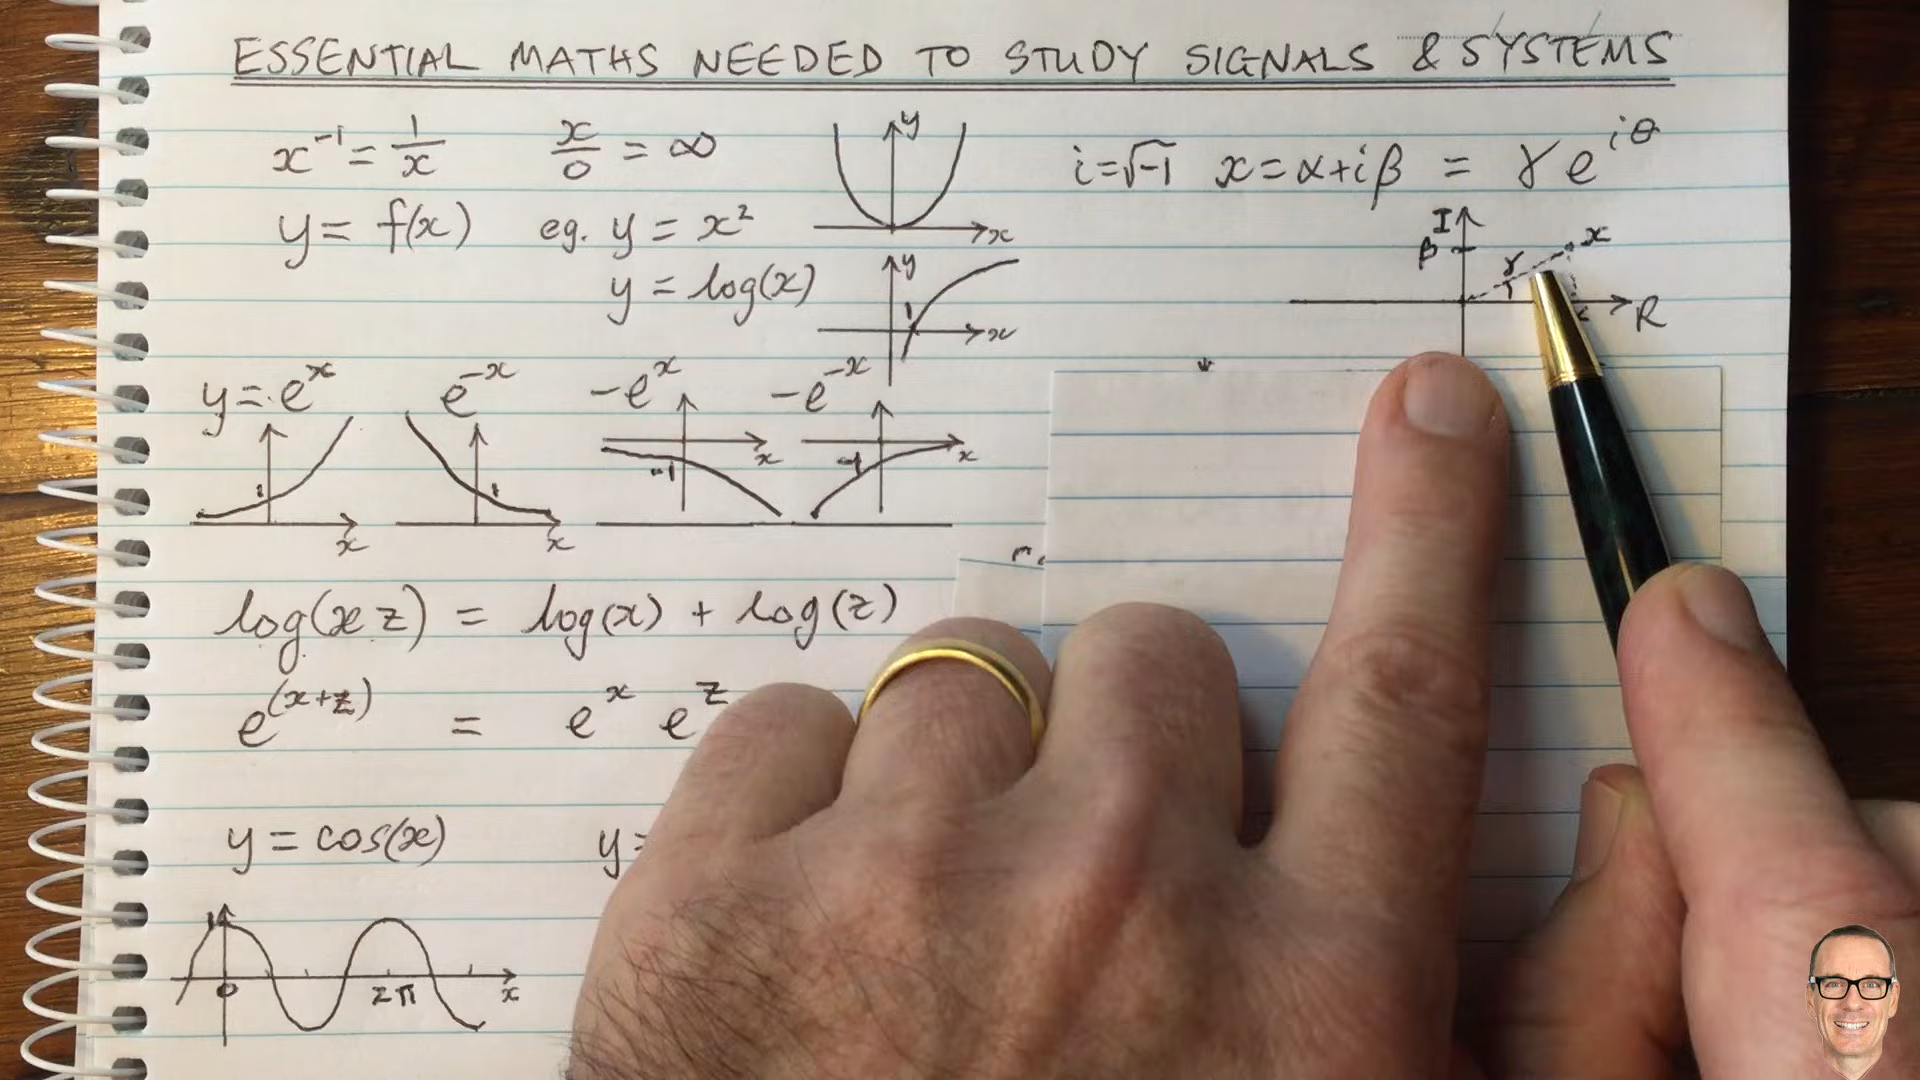 ESSENTIAL MATHS NEEDED TO STUDY SIGNALS & SYSTEMS
x⁻¹ = 1/x    x/0 = ∞
y
x
y = f(x)    eg. y = x²
y = log(x)
y
1
x
i = √-1    x = α + iβ = γe^{iθ}
I
β
x
γ
R
y = e^x    e^{-x}    -e^x    -e^{-x}
1
x
1
x
-1
x
-1
x
log(xz) = log(x) + log(z)
e^{(x+z)} = e^x e^z
y = cos(x)    y =
1
0
2π
x